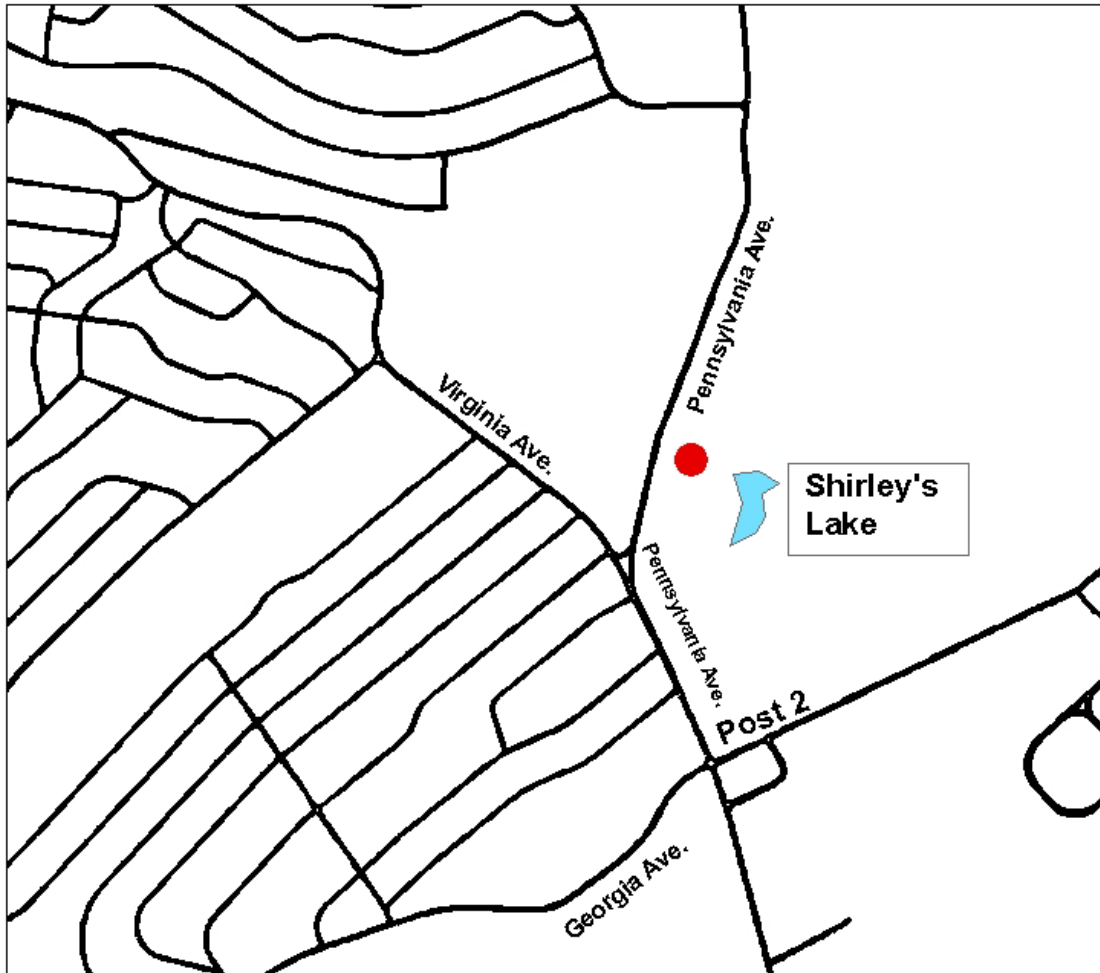 Pennsylvania Ave.
Virginia Ave.
Shirley's
Lake
Pennsylvania Ave.
Post 2
Georgia Ave.